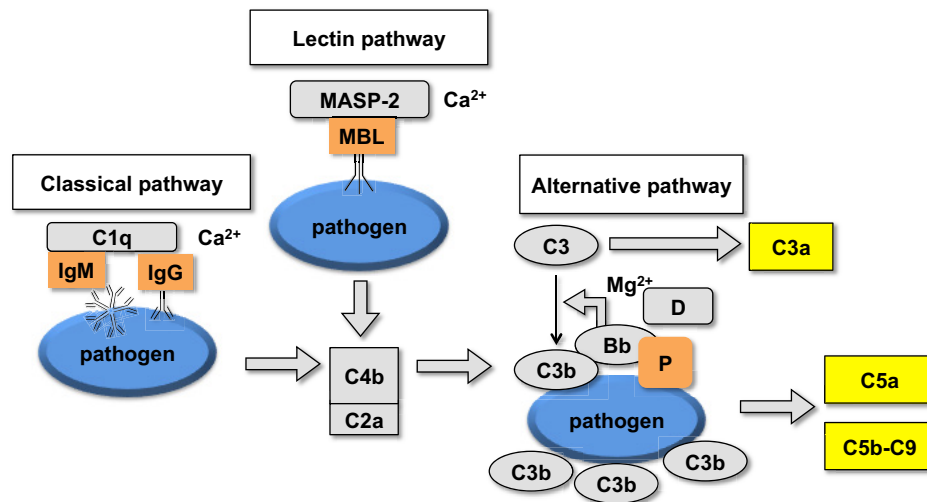 Lectin pathway
MASP-2
Ca²⁺
MBL
pathogen
Classical pathway
C1q
Ca²⁺
IgM
IgG
pathogen
C4b
C2a
Alternative pathway
C3
C3a
Mg²⁺
D
Bb
P
C3b
pathogen
C3b
C3b
C3b
C5a
C5b-C9